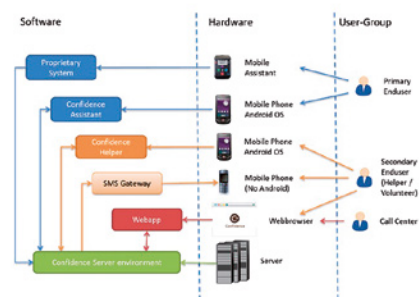 Software
Hardware
User-Group
Proprietary
System
Mobile
Assistant
Primary
Enduser
Confidence
Assistant
Mobile Phone
Android OS
Confidence
Helper
Mobile Phone
Android OS
SMS Gateway
Mobile Phone
(No Android)
Secondary
Enduser
(Helper /
Volunteer)
Webapp
Confidence
Webbrowser
Call Center
Confidence Server environment
Server